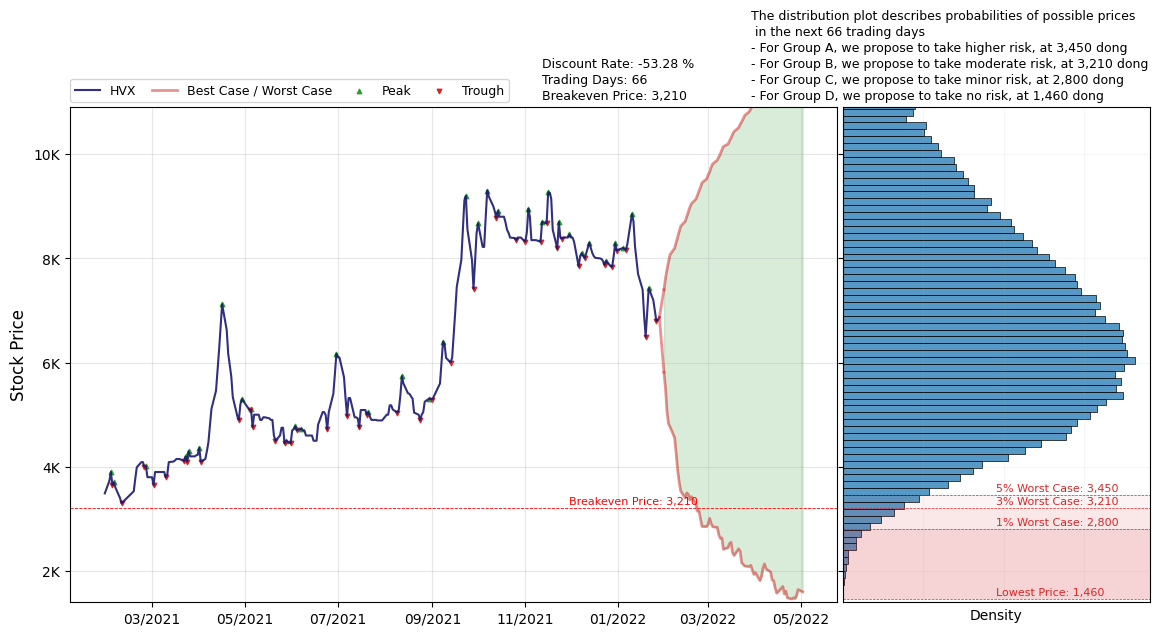 The distribution plot describes probabilities of possible prices
in the next 66 trading days
- For Group A, we propose to take higher risk, at 3,450 dong
- For Group B, we propose to take moderate risk, at 3,210 dong
- For Group C, we propose to take minor risk, at 2,800 dong
- For Group D, we propose to take no risk, at 1,460 dong
Discount Rate: -53.28 %
Trading Days: 66
Breakeven Price: 3,210
HVX
Best Case / Worst Case
Peak
Trough
Stock Price
10K
8K
6K
4K
2K
Breakeven Price: 3,210
5% Worst Case: 3,450
3% Worst Case: 3,210
1% Worst Case: 2,800
Lowest Price: 1,460
03/2021
05/2021
07/2021
09/2021
11/2021
01/2022
03/2022
05/2022
Density